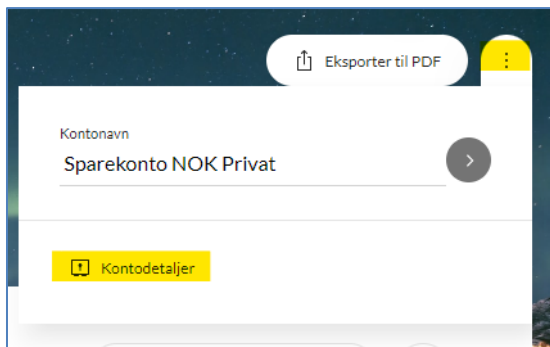 Eksporter til PDF
Kontonavn
Sparekonto NOK Privat
Kontodetaljer